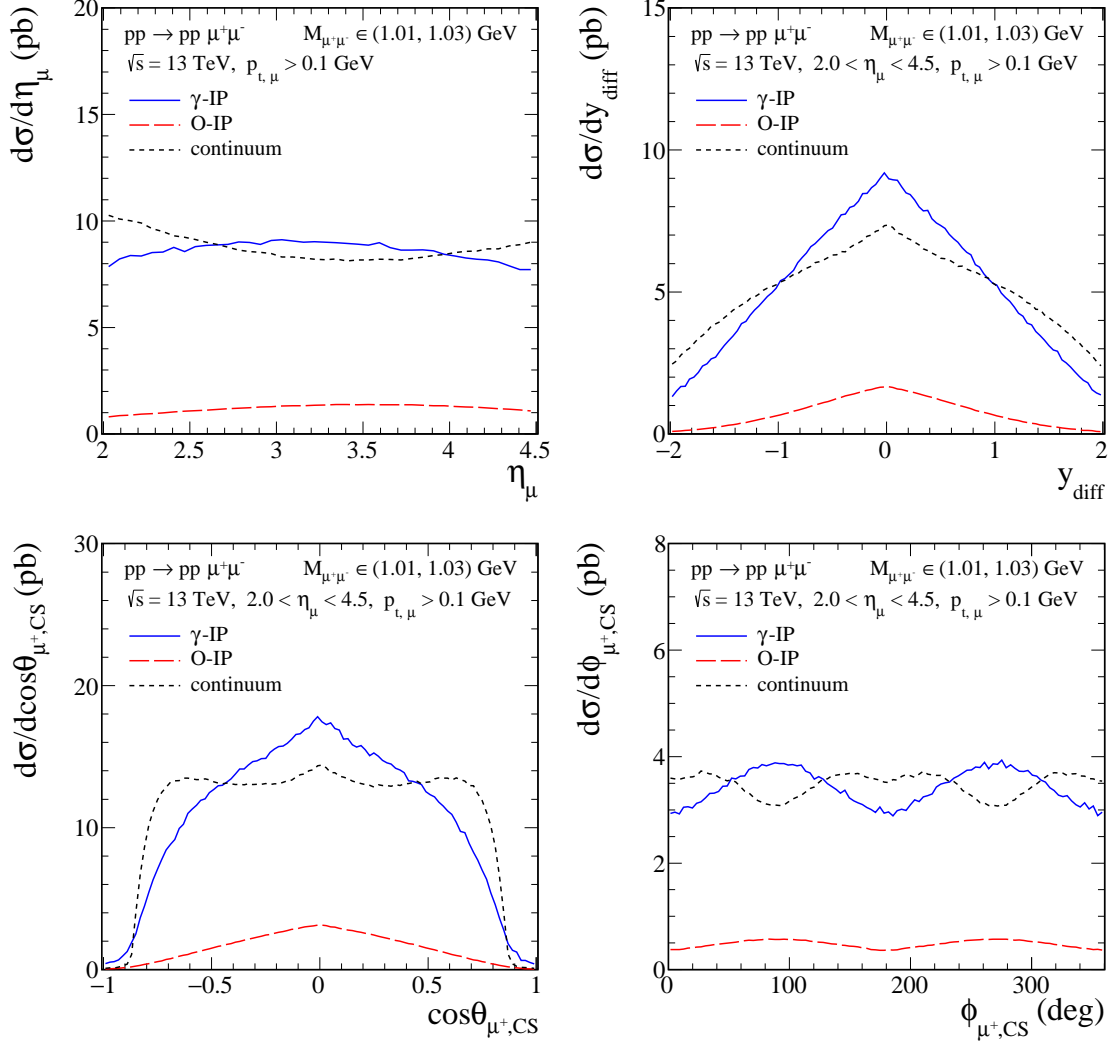 dσ/dη_μ (pb)
20
15
10
5
0
pp → pp μ⁺μ⁻ M_μ⁺μ⁻ ∈ (1.01, 1.03) GeV
√s = 13 TeV, p_t, μ > 0.1 GeV
γ-IP
O-IP
continuum
2 2.5 3 3.5 4 4.5
η_μ
dσ/dy_diff (pb)
15
10
5
0
pp → pp μ⁺μ⁻ M_μ⁺μ⁻ ∈ (1.01, 1.03) GeV
√s = 13 TeV, 2.0 < η_μ < 4.5, p_t, μ > 0.1 GeV
γ-IP
O-IP
continuum
−2 −1 0 1 2
y_diff
dσ/dcosθ_μ⁺,CS (pb)
30
20
10
0
pp → pp μ⁺μ⁻ M_μ⁺μ⁻ ∈ (1.01, 1.03) GeV
√s = 13 TeV, 2.0 < η_μ < 4.5, p_t, μ > 0.1 GeV
γ-IP
O-IP
continuum
−1 −0.5 0 0.5 1
cosθ_μ⁺,CS
dσ/dϕ_μ⁺,CS (pb)
8
6
4
2
0
pp → pp μ⁺μ⁻ M_μ⁺μ⁻ ∈ (1.01, 1.03) GeV
√s = 13 TeV, 2.0 < η_μ < 4.5, p_t, μ > 0.1 GeV
γ-IP
O-IP
continuum
0 100 200 300
ϕ_μ⁺,CS (deg)